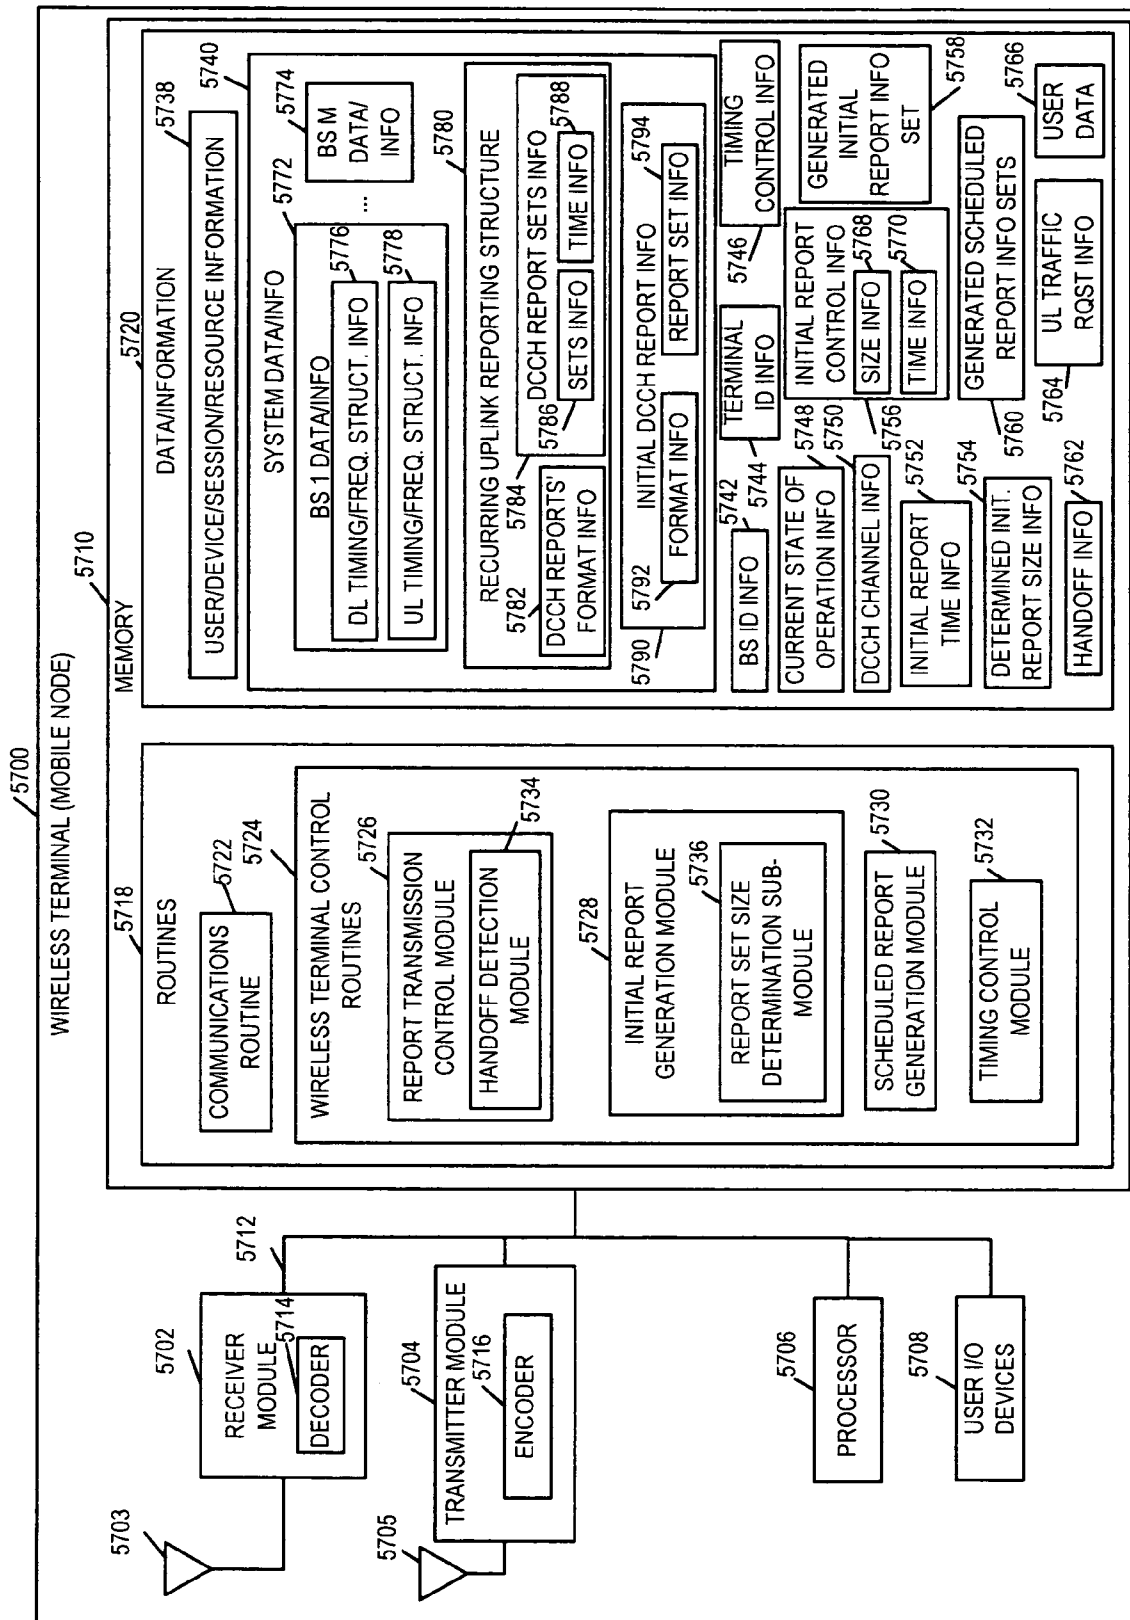 5700
WIRELESS TERMINAL (MOBILE NODE)
5703
5702
RECEIVER
MODULE
5714
DECODER
5712
5705
5704
TRANSMITTER MODULE
5716
ENCODER
5706
PROCESSOR
5708
USER I/O
DEVICES
5710
MEMORY
5718
ROUTINES
5722
COMMUNICATIONS
ROUTINE
5724
WIRELESS TERMINAL CONTROL
ROUTINES
5726
REPORT TRANSMISSION
CONTROL MODULE
5734
HANDOFF DETECTION
MODULE
5728
INITIAL REPORT
GENERATION MODULE
5736
REPORT SET SIZE
DETERMINATION SUB-
MODULE
5730
SCHEDULED REPORT
GENERATION MODULE
5732
TIMING CONTROL
MODULE
5720
DATA/INFORMATION
5738
USER/DEVICE/SESSION/RESOURCE INFORMATION
5740
SYSTEM DATA/INFO
5772
BS 1 DATA/INFO
5776
DL TIMING/FREQ. STRUCT. INFO
5778
UL TIMING/FREQ. STRUCT. INFO
...
5774
BS M
DATA/
INFO
5780
RECURRING UPLINK REPORTING STRUCTURE
5782
DCCH REPORTS'
FORMAT INFO
5784
DCCH REPORT SETS INFO
5786
SETS INFO
5788
TIME INFO
5790
INITIAL DCCH REPORT INFO
5792
FORMAT INFO
5794
REPORT SET INFO
5742
BS ID INFO
5744
TERMINAL
ID INFO
5746
TIMING
CONTROL INFO
5748
CURRENT STATE OF
OPERATION INFO
5750
DCCH CHANNEL INFO
5756
INITIAL REPORT
CONTROL INFO
5768
SIZE INFO
5770
TIME INFO
GENERATED
INITIAL
REPORT INFO
SET
5758
5752
INITIAL REPORT
TIME INFO
5754
DETERMINED INIT.
REPORT SIZE INFO
5760
GENERATED SCHEDULED
REPORT INFO SETS
5762
HANDOFF INFO
5764
UL TRAFFIC
RQST INFO
5766
USER
DATA